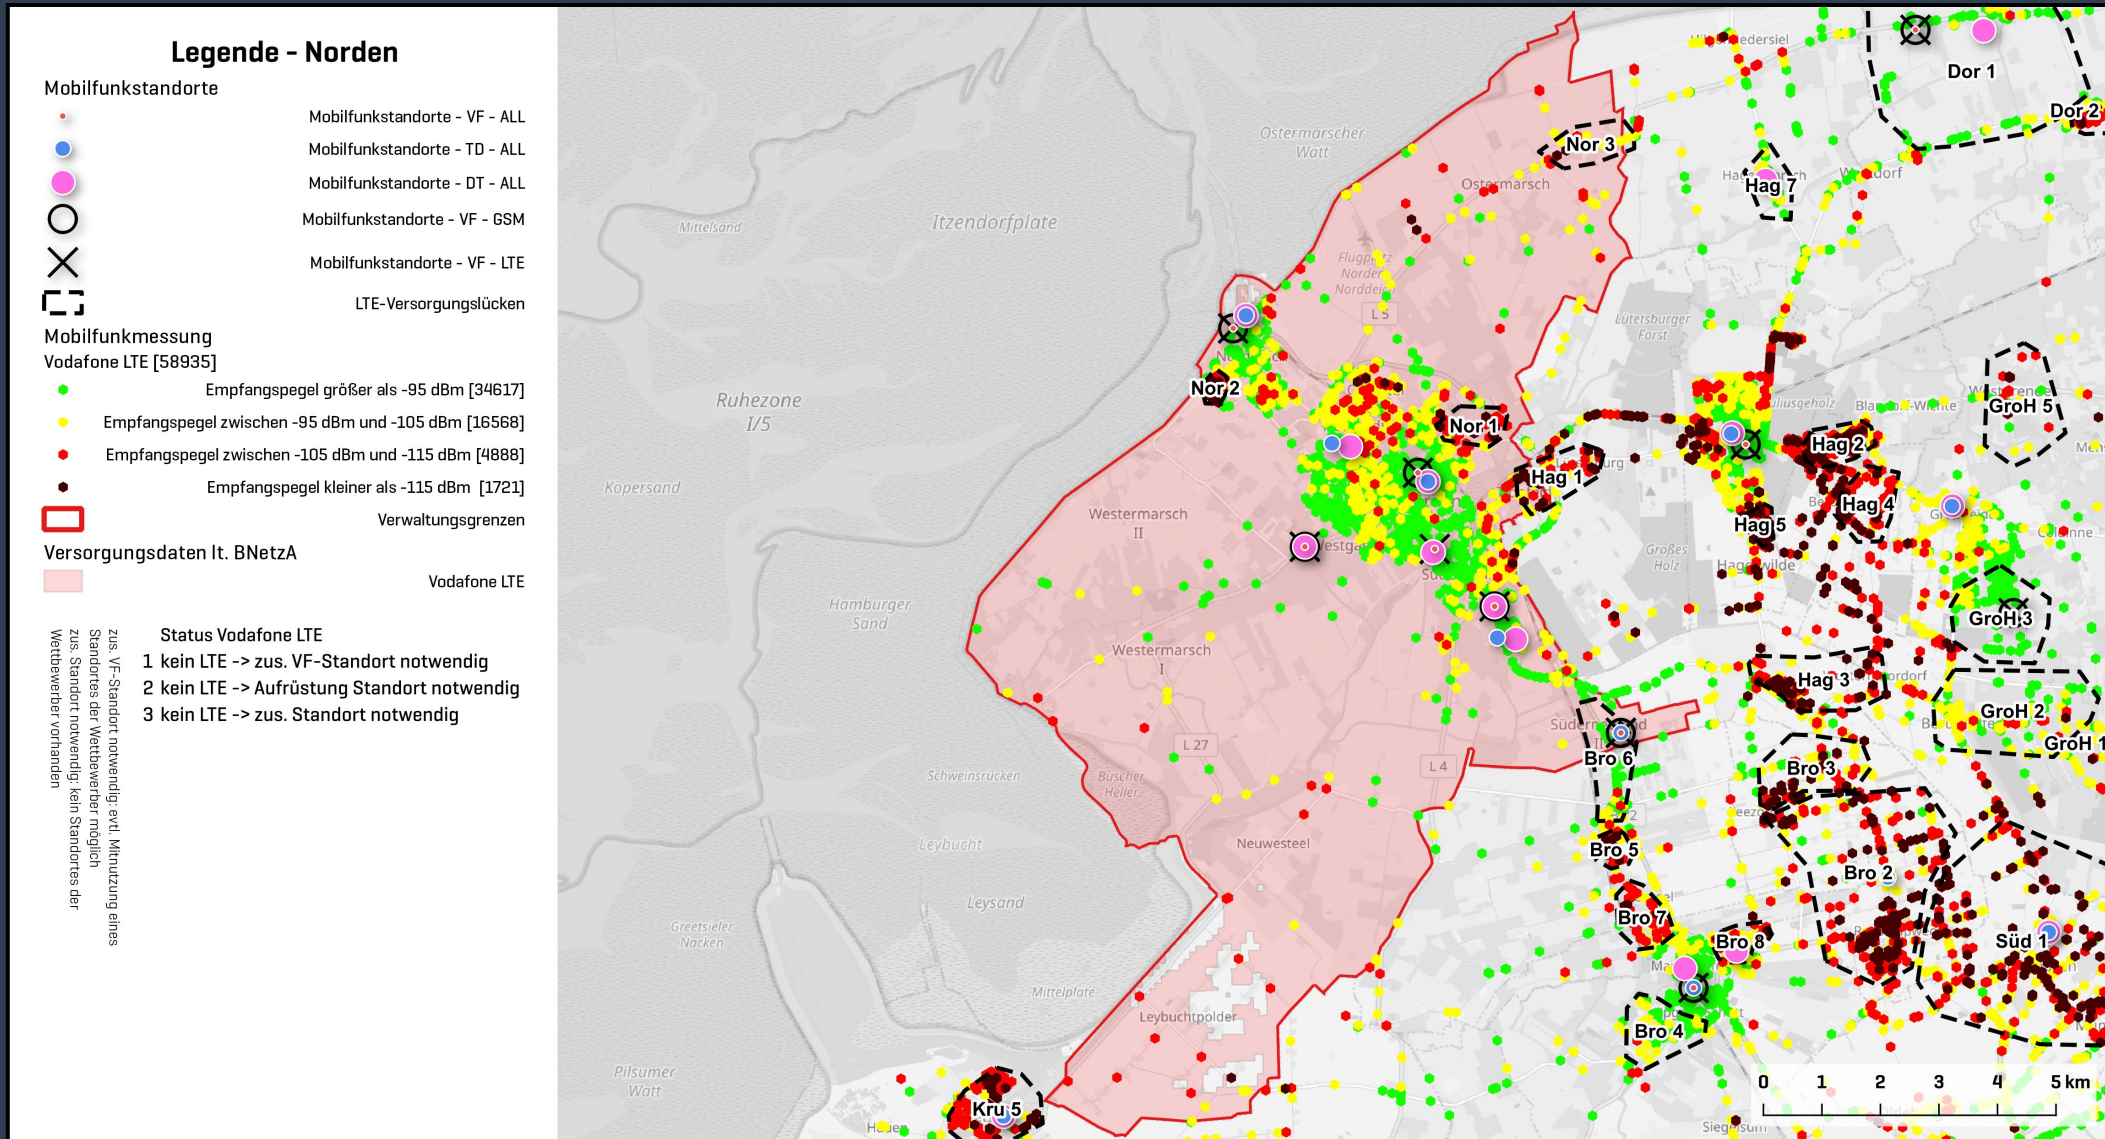 Legende - Norden
Mobilfunkstandorte
Mobilfunkstandorte - VF - ALL
Mobilfunkstandorte - TD - ALL
Mobilfunkstandorte - DT - ALL
Mobilfunkstandorte - VF - GSM
Mobilfunkstandorte - VF - LTE
LTE-Versorgungslücken
Mobilfunkmessung
Vodafone LTE [58935]
Empfangspegel größer als -95 dBm [34617]
Empfangspegel zwischen -95 dBm und -105 dBm [16568]
Empfangspegel zwischen -105 dBm und -115 dBm [4888]
Empfangspegel kleiner als -115 dBm [1721]
Verwaltungsgrenzen
Versorgungsdaten lt. BNetzA
Vodafone LTE
Status Vodafone LTE
1 kein LTE -> zus. VF-Standort notwendig
2 kein LTE -> Aufrüstung Standort notwendig
3 kein LTE -> zus. Standort notwendig
zus. VF-Standort notwendig: evtl. Mitnutzung eines
Standortes der Wettbewerber möglich
zus. Standort notwendig: kein Standortes der
Wettbewerber vorhanden
Dor 1
Dor 2
Ostermarscher
Watt
Nor 3
Ostermarsch
Hag 7
Mittelsand
Itzendorfplate
Flugplatz
Norden
Norddeich
L 5
Lütetsburger
Forst
Nor 2
Ruhezone
I/5
GroH 5
Nor 1
Hag 2
Hag 1
Kopersand
Hag 4
Westermarsch
II
Hag 5
Großes
Holz
Hamburger
Sand
GroH 3
Westermarsch
I
Hag 3
GroH 2
L 27
GroH 1
Bro 6
L 4
Bro 3
Schweinsrücken
Buscher
Heller
Neuwesteel
Leybucht
Bro 5
Bro 2
Leysand
Bro 7
Greetsieler
Nacken
Bro 8
Süd 1
Mittelplate
Leybuchtpolder
Bro 4
Pilsumer
Watt
0 1 2 3 4 5 km
Kru 5